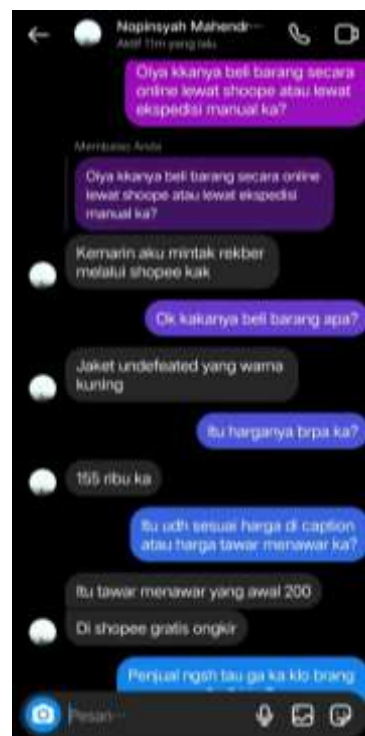 Nopinsyah Mahendr...
Aktif 11m yang lalu
Oiya kkanya beli barang secara
online lewat shoope atau lewat
ekspedisi manual ka?
Membalas Anda
Oiya kkanya beli barang secara online
lewat shoope atau lewat ekspedisi
manual ka?
Kemarin aku mintak rekber
melalui shopee kak
Ok kakanya beli barang apa?
Jaket undefeated yang warna
kuning
Itu harganya brpa ka?
155 ribu ka
Itu udh sesuai harga di caption
atau harga tawar menawar ka?
Itu tawar menawar yang awal 200
Di shopee gratis ongkir
Penjual ngsh tau ga ka klo brang
Pesan...